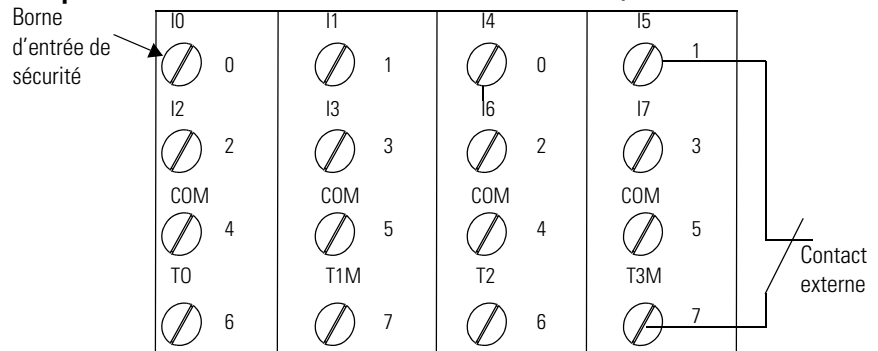 Borne
d'entrée de
sécurité
I0 I1 I4 I5
0 1 0 1
I2 I3 I6 I7
2 3 2 3
COM COM COM COM
4 5 4 5
T0 T1M T2 T3M
6 7 6 7
Contact
externe